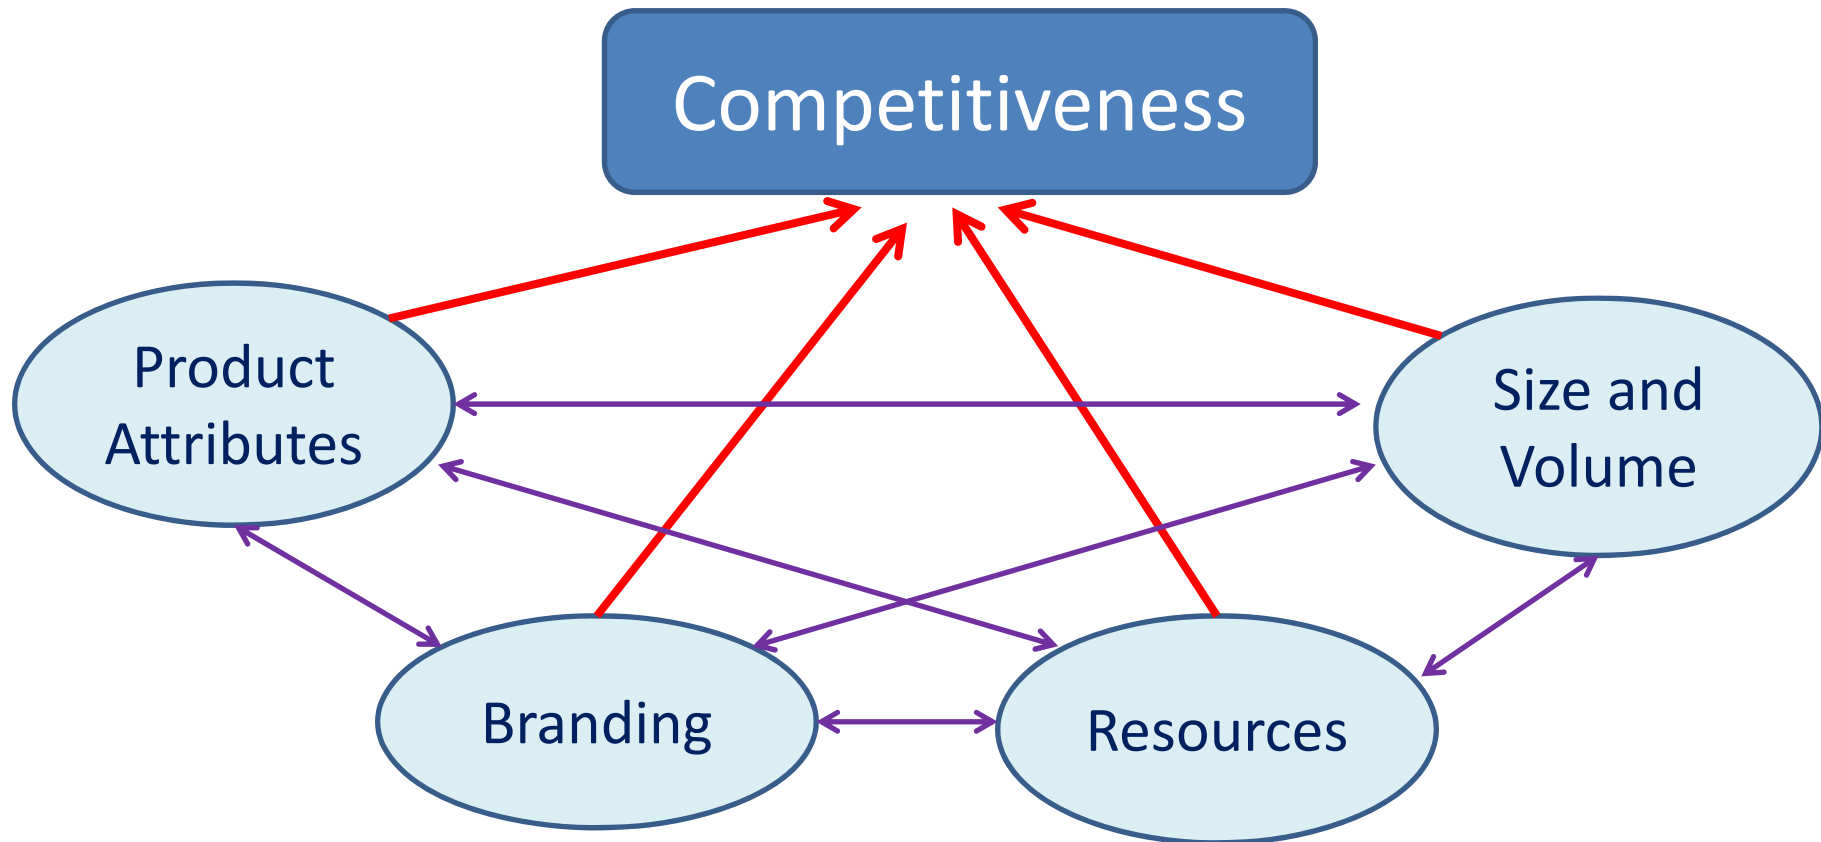 Competitiveness
Product
Attributes
Size and
Volume
Branding
Resources